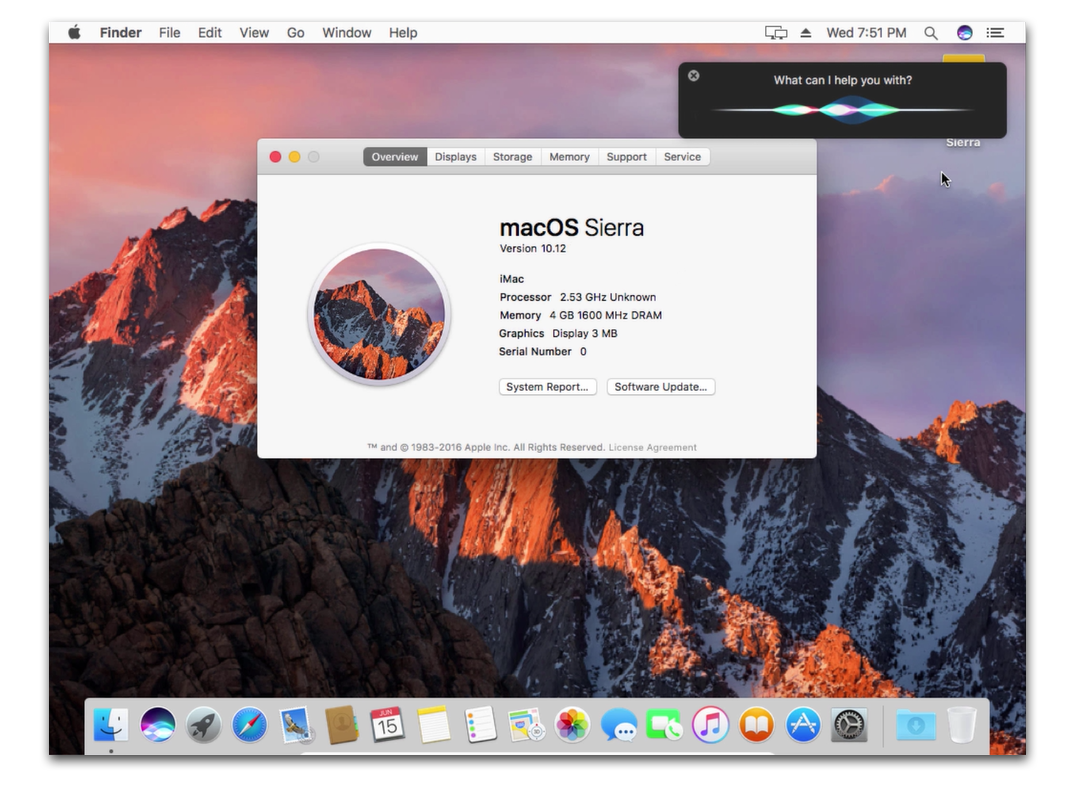 Finder File Edit View Go Window Help Wed 7:51 PM
What can I help you with?
Sierra
Overview Displays Storage Memory Support Service
macOS Sierra
Version 10.12
iMac
Processor 2.53 GHz Unknown
Memory 4 GB 1600 MHz DRAM
Graphics Display 3 MB
Serial Number 0
System Report... Software Update...
™ and © 1983-2016 Apple Inc. All Rights Reserved. License Agreement
JUN
15